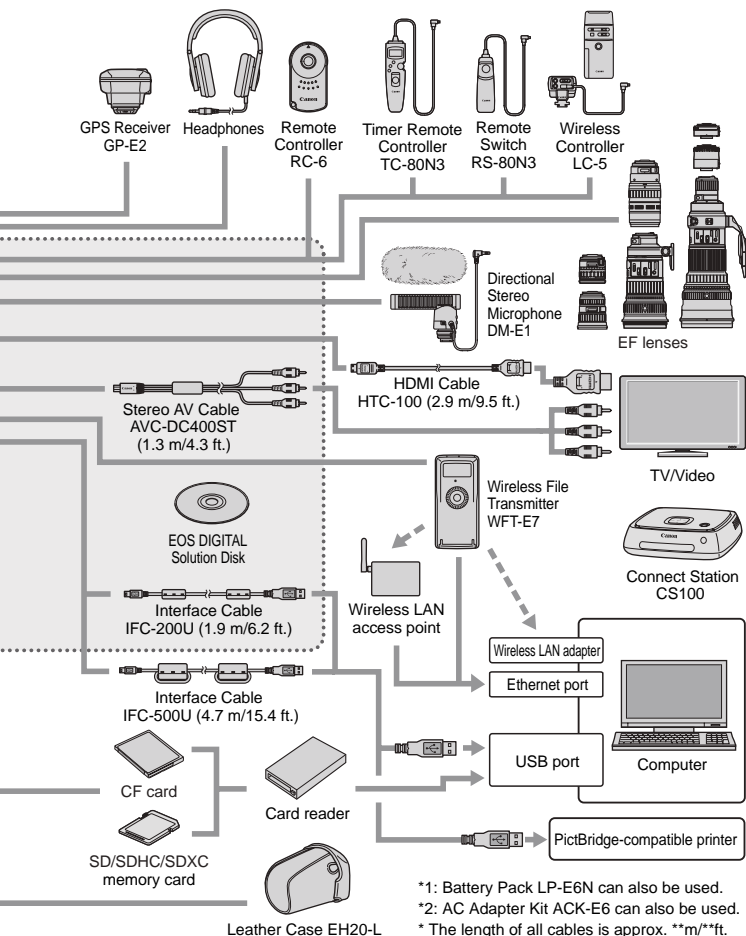 GPS Receiver
GP-E2
Headphones
Remote
Controller
RC-6
Timer Remote
Controller
TC-80N3
Remote
Switch
RS-80N3
Wireless
Controller
LC-5
Canon
Directional
Stereo
Microphone
DM-E1
EF lenses
HDMI Cable
HTC-100 (2.9 m/9.5 ft.)
Stereo AV Cable
AVC-DC400ST
(1.3 m/4.3 ft.)
TV/Video
Wireless File
Transmitter
WFT-E7
EOS DIGITAL
Solution Disk
Canon
Connect Station
CS100
Wireless LAN
access point
Interface Cable
IFC-200U (1.9 m/6.2 ft.)
Wireless LAN adapter
Ethernet port
Interface Cable
IFC-500U (4.7 m/15.4 ft.)
USB port
Computer
CF card
Card reader
SD/SDHC/SDXC
memory card
PictBridge-compatible printer
Leather Case EH20-L
*1: Battery Pack LP-E6N can also be used.
*2: AC Adapter Kit ACK-E6 can also be used.
* The length of all cables is approx. **m/**ft.